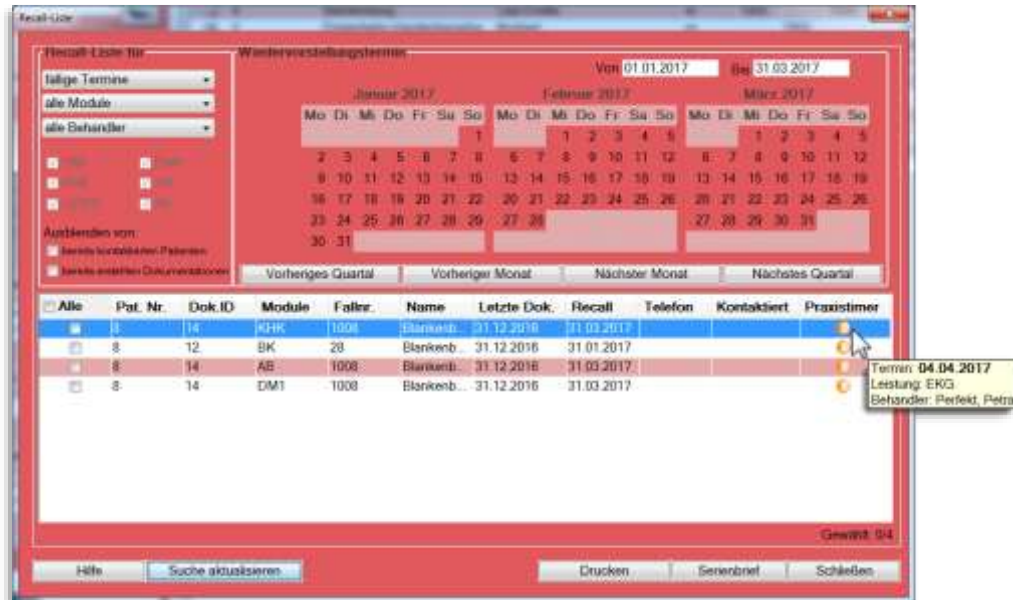 Recall-Liste
Recall-Liste für
fällige Termine
alle Module
alle Behandler
Ausblenden von:
bereits kontaktierten Patienten
bereits erstellten Dokumentationen
Wiedervorstellungstermin
Von 01.01.2017 Bis 31.03.2017
Januar 2017 Februar 2017 März 2017
Mo Di Mi Do Fr Sa So Mo Di Mi Do Fr Sa So Mo Di Mi Do Fr Sa So
1 1 2 3 4 5 1 2 3 4 5
2 3 4 5 6 7 8 6 7 8 9 10 11 12 6 7 8 9 10 11 12
9 10 11 12 13 14 15 13 14 15 16 17 18 19 13 14 15 16 17 18 19
16 17 18 19 20 21 22 20 21 22 23 24 25 26 20 21 22 23 24 25 26
23 24 25 26 27 28 29 27 28 27 28 29 30 31
30 31
Vorheriges Quartal Vorheriger Monat Nächster Monat Nächstes Quartal
Alle Pat. Nr. Dok.ID Module Fallnr. Name Letzte Dok. Recall Telefon Kontaktiert Praxistimer
8 14 KHK 1008 Blankenb... 31.12.2016 31.03.2017
8 12 BK 28 Blankenb... 31.12.2016 31.01.2017
8 14 AB 1008 Blankenb... 31.12.2016 31.03.2017
8 14 DM1 1008 Blankenb... 31.12.2016 31.03.2017
Termin: 04.04.2017
Leistung: EKG
Behandler: Perfekt, Petra
Gewählt: 0/4
Hilfe Suche aktualisieren Drucken Serienbrief Schließen